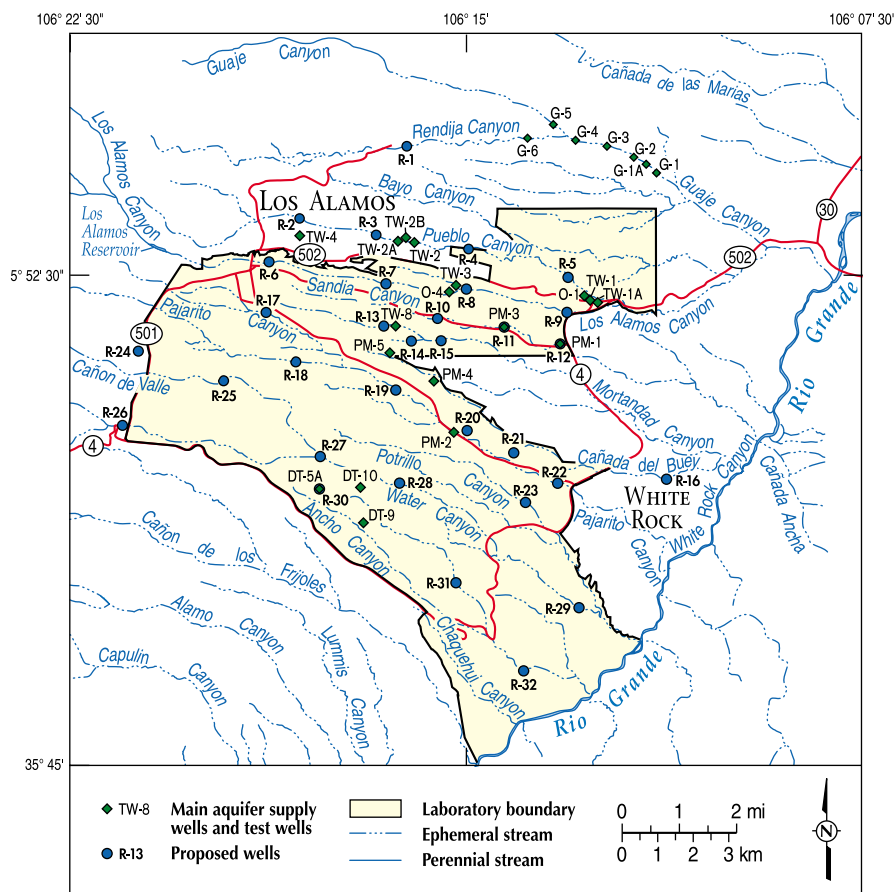 106° 22' 30"
106° 15'
106° 07' 30"
Guaje Canyon
Cañada de las Marias
Los Alamos Canyon
Rendija Canyon
G-5
G-6
G-4
G-3
G-2
G-1A
G-1
R-1
Guaje Canyon
Bayo Canyon
30
LOS ALAMOS
Los Alamos Reservoir
R-2
TW-4
R-3
TW-2B
TW-2A
TW-2
Pueblo Canyon
R-4
502
502
5° 52' 30"
R-6
R-7
TW-3
O-4
R-8
R-5
O-1
TW-1
TW-1A
Sandia Canyon
Pajarito Canyon
R-17
R-13
TW-8
R-10
PM-3
R-11
R-9
Los Alamos Canyon
501
R-24
PM-5
R-14
R-15
R-12
PM-1
4
Rio Grande
Cañon de Valle
R-18
R-25
PM-4
R-19
Mortandad Canyon
R-26
4
R-20
PM-2
R-21
R-27
Potrillo Canyon
Cañada del Buey
R-16
Cañada Ancha
DT-5A
DT-10
R-28
R-22
R-30
Water Canyon
R-23
WHITE ROCK
White Rock Canyon
DT-9
Ancho Canyon
Pajarito Canyon
Cañon de los Frijoles
R-31
R-29
Alamo Canyon
Lummis Canyon
Chaquehui Canyon
Capulin Canyon
R-32
Rio Grande
35° 45'
TW-8 Main aquifer supply
wells and test wells
R-13 Proposed wells
Laboratory boundary
Ephemeral stream
Perennial stream
0 1 2 mi
0 1 2 3 km
N